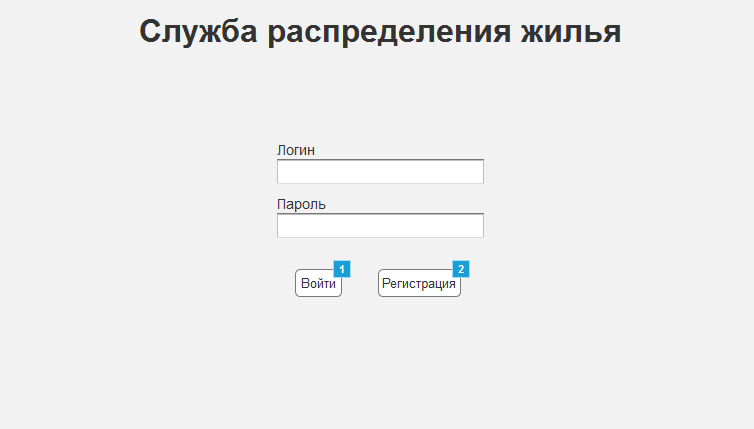 Служба распределения жилья
Логин
Пароль
1
2
Войти
Регистрация